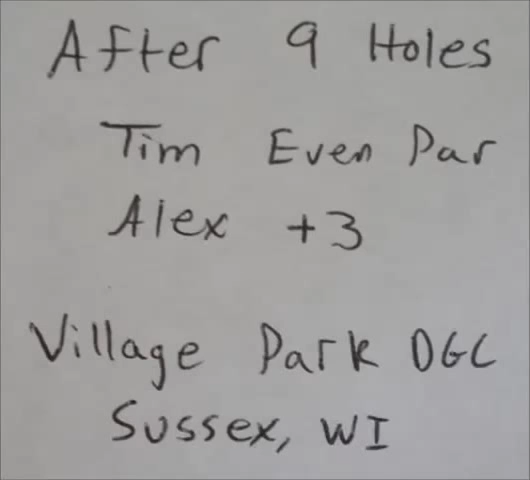 After 9 Holes
Tim Even Par
Alex +3
Village Park DGC
Sussex, WI